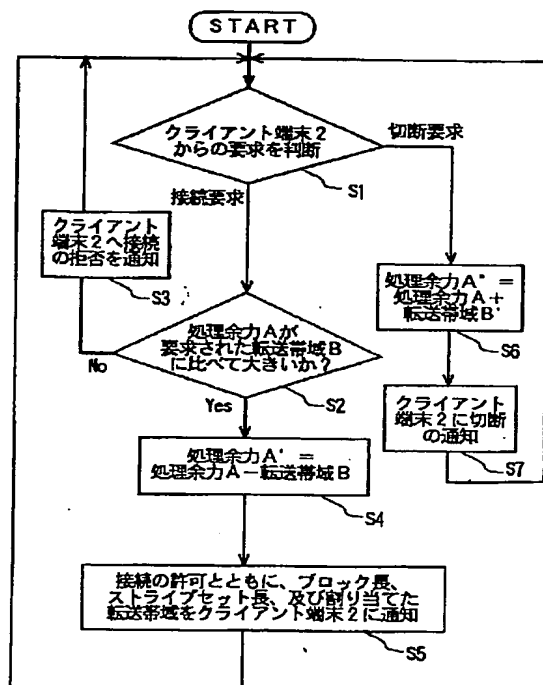 START
クライアント端末2
からの要求を判断
S1
切断要求
接続要求
クライアント
端末2へ接続
の拒否を通知
S3
処理余力Aが
要求された転送帯域B
に比べて大きいか?
S2
No
Yes
処理余力A' =
処理余力A+
転送帯域B'
S6
クライアント
端末2に切断
の通知
S7
処理余力A' =
処理余力A−転送帯域B
S4
接続の許可とともに、ブロック長、
ストライプセット長、及び割り当てた
転送帯域をクライアント端末2に通知
S5